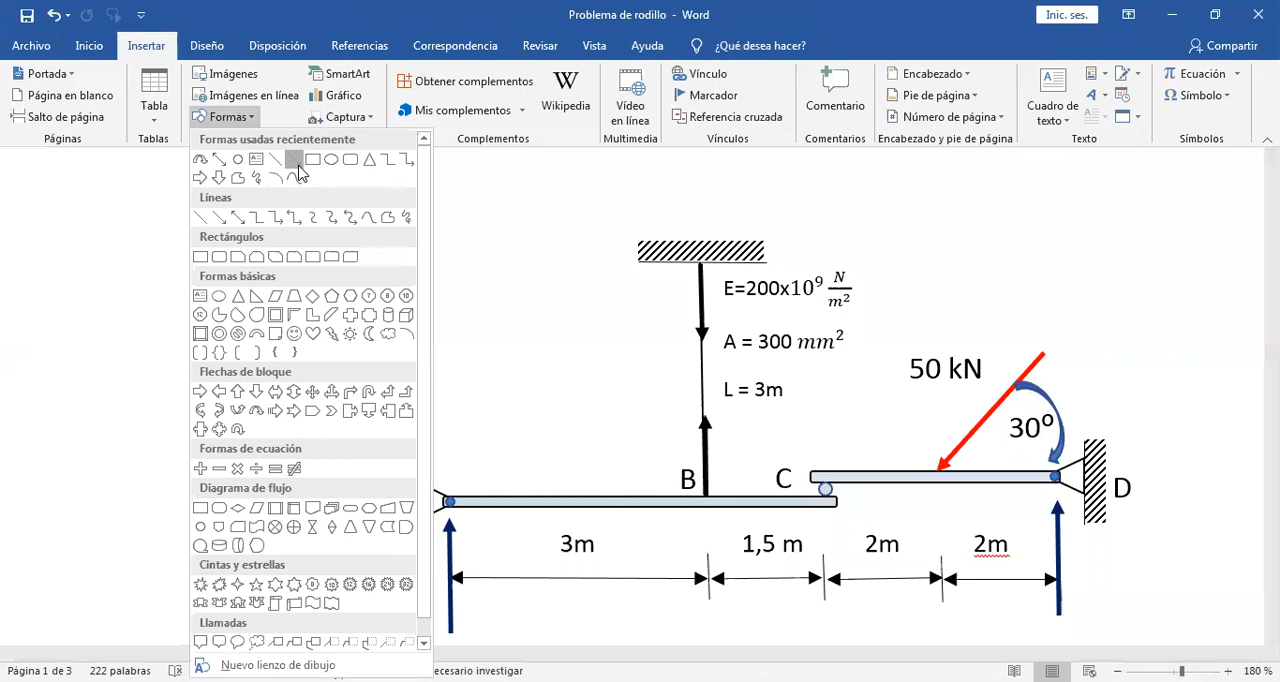 Problema de rodillo - Word
Inic. ses.
Archivo Inicio Insertar Diseño Disposición Referencias Correspondencia Revisar Vista Ayuda ¿Qué desea hacer? Compartir
Portada
Página en blanco
Salto de página
Páginas
Tabla
Imágenes
Imágenes en línea
Formas
SmartArt
Gráfico
Captura
Obtener complementos
Mis complementos
Wikipedia
Vídeo
en línea
Multimedia
Vínculo
Marcador
Referencia cruzada
Vínculos
Comentario
Comentarios
Encabezado
Pie de página
Número de página
Encabezado y pie de página
Cuadro de
texto
Texto
Ecuación
Símbolo
Símbolos
Formas usadas recientemente
Líneas
Rectángulos
Formas básicas
Flechas de bloque
Formas de ecuación
Diagrama de flujo
Cintas y estrellas
Llamadas
Nuevo lienzo de dibujo
E=200x10⁹ N/m²
A = 300 mm²
L = 3m
50 kN
30º
B
C
D
3m
1,5 m
2m
2m
Página 1 de 3
222 palabras
ecesario investigar
180 %